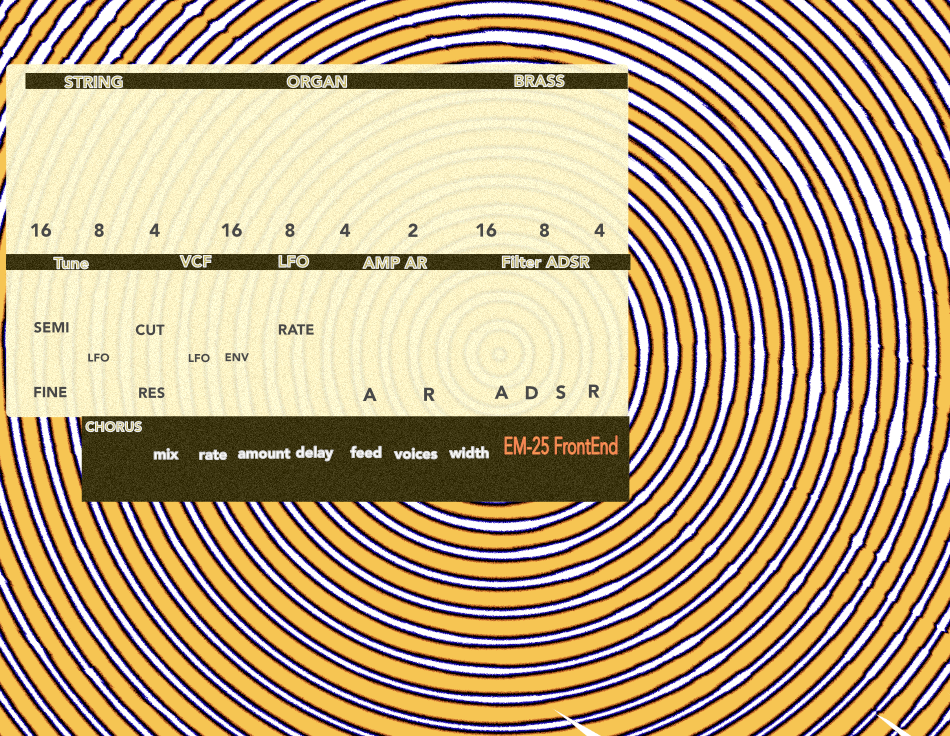 STRING ORGAN BRASS
16 8 4 16 8 4 2 16 8 4
Tune VCF LFO AMP AR Filter ADSR
SEMI CUT RATE
LFO LFO ENV
FINE RES A R A D S R
CHORUS
mix rate amount delay feed voices width EM-25 FrontEnd